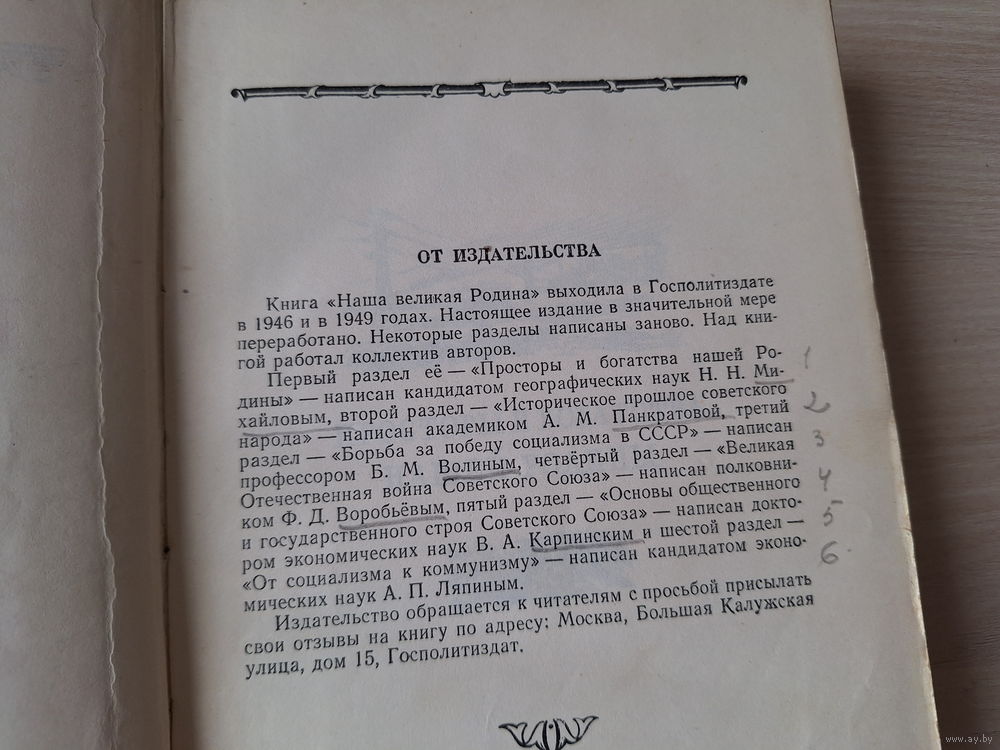 ОТ ИЗДАТЕЛЬСТВА
Книга «Наша великая Родина» выходила в Госполитиздате
в 1946 и в 1949 годах. Настоящее издание в значительной мере
переработано. Некоторые разделы написаны заново. Над кни-
гой работал коллектив авторов.
Первый раздел её — «Просторы и богатства нашей Ро-
дины» — написан кандидатом географических наук Н. Н. Ми- 1
хайловым, второй раздел — «Историческое прошлое советского
народа» — написан академиком А. М. Панкратовой, третий 2
раздел — «Борьба за победу социализма в СССР» — написан
профессором Б. М. Волиным, четвёртый раздел — «Великая 3
Отечественная война Советского Союза» — написан полковни-
ком Ф. Д. Воробьёвым, пятый раздел — «Основы общественного 4
и государственного строя Советского Союза» — написан докто-
ром экономических наук В. А. Карпинским и шестой раздел — 5
«От социализма к коммунизму» — написан кандидатом эконо- 6
мических наук А. П. Ляпиным.
Издательство обращается к читателям с просьбой присылать
свои отзывы на книгу по адресу: Москва, Большая Калужская
улица, дом 15, Госполитиздат.
www.ay.by